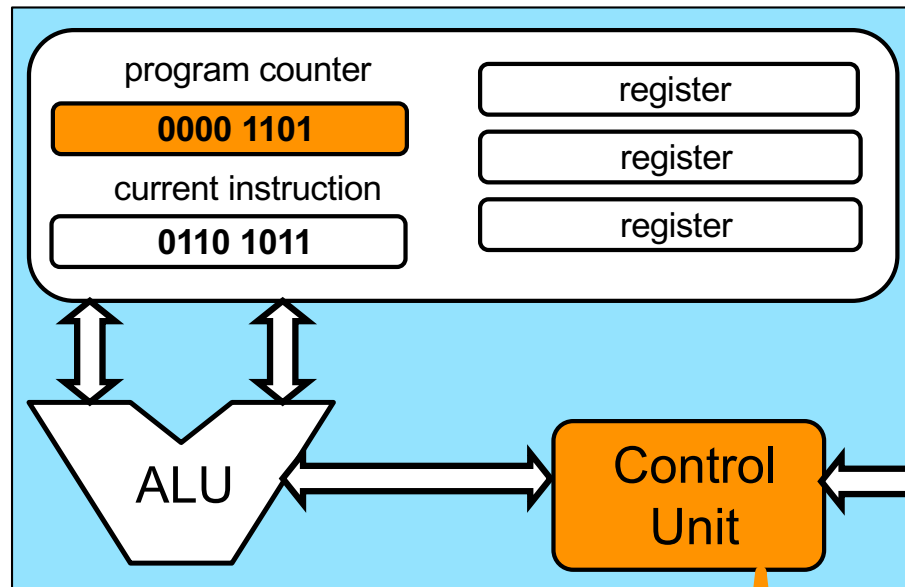 program counter
0000 1101
current instruction
0110 1011
register
register
register
ALU
Control
Unit